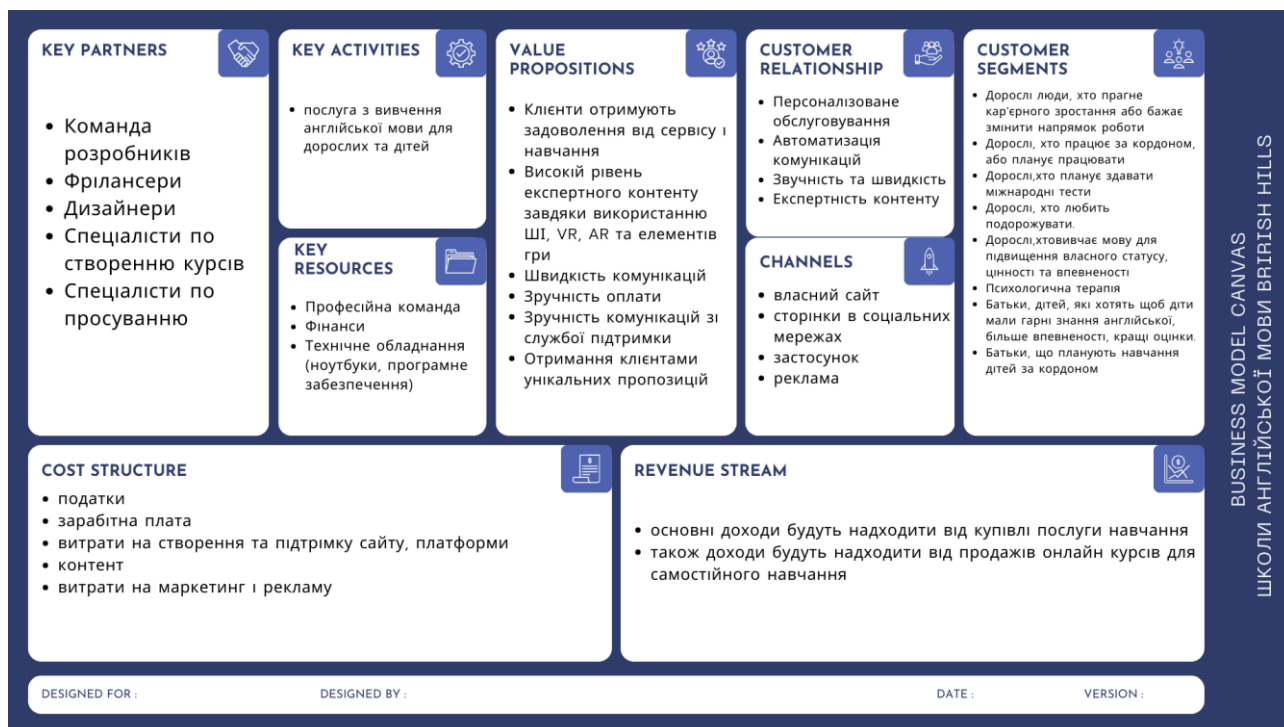 KEY PARTNERS
• Команда
розробників
• Фрілансери
• Дизайнери
• Спеціалісти по
створенню курсів
• Спеціалісти по
просуванню
KEY ACTIVITIES
• послуга з вивчення
англійської мови для
дорослих та дітей
KEY
RESOURCES
• Професійна команда
• Фінанси
• Технічне обладнання
(ноутбуки, програмне
забезпечення)
VALUE
PROPOSITIONS
• Клієнти отримують
задоволення від сервісу і
навчання
• Високій рівень
експертного контенту
завдяки використанню
ШІ, VR, AR та елементів
гри
• Швидкість комунікацій
• Зручність оплати
• Зручність комунікацій зі
службої підтримки
• Отримання клієнтами
унікальних пропозицій
CUSTOMER
RELATIONSHIP
• Персоналізоване
обслуговування
• Автоматизація
комунікацій
• Звучність та швидкість
• Експертність контенту
CHANNELS
• власний сайт
• сторінки в соціальних
мережах
• застосунок
• реклама
CUSTOMER
SEGMENTS
• Дорослі люди, хто прагне
кар'єрного зростання або бажає
змінити напрямок роботи
• Дорослі, хто працює за кордоном,
або планує працювати
• Дорослі,хто планує здавати
міжнародні тести
• Дорослі, хто любить
подорожувати.
• Дорослі,хтовивчає мову для
підвищення власного статусу,
цінності та впевненості
• Психологична терапія
• Батьки, дітей, які хотять щоб діти
мали гарні знання англійської,
більше впевненості, кращі оцінки.
• Батьки, що планують навчання
дітей за кордоном
COST STRUCTURE
• податки
• зарабітна плата
• витрати на створення та підтрімку сайту, платформи
• контент
• витрати на маркетинг і рекламу
REVENUE STREAM
• основні доходи будуть надходити від купівлі послуги навчання
• також доходи будуть надходити від продажів онлайн курсів для
самостійного навчання
DESIGNED FOR :
DESIGNED BY :
DATE :
VERSION :
BUSINESS MODEL CANVAS
ШКОЛИ АНГЛІЙСЬКОЇ МОВИ BRIRISH HILLS